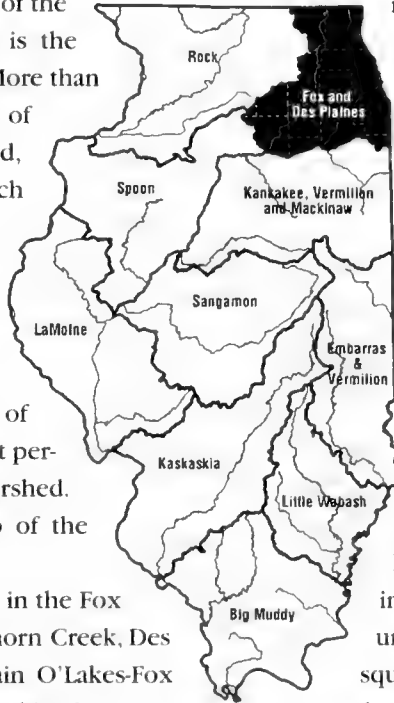 of the
is the
More than
of
d,
ch
of
t per-
rshed.
o of the
in the Fox
horn Creek, Des
ain O'Lakes-Fox
Rock
Fox and
Des Plaines
Spoon
Kankakee, Vermilion
and Mackinaw
Sangamon
LaMoine
Embarras
&
Vermilion
Kaskaskia
Little Wabash
Big Muddy
in
squ